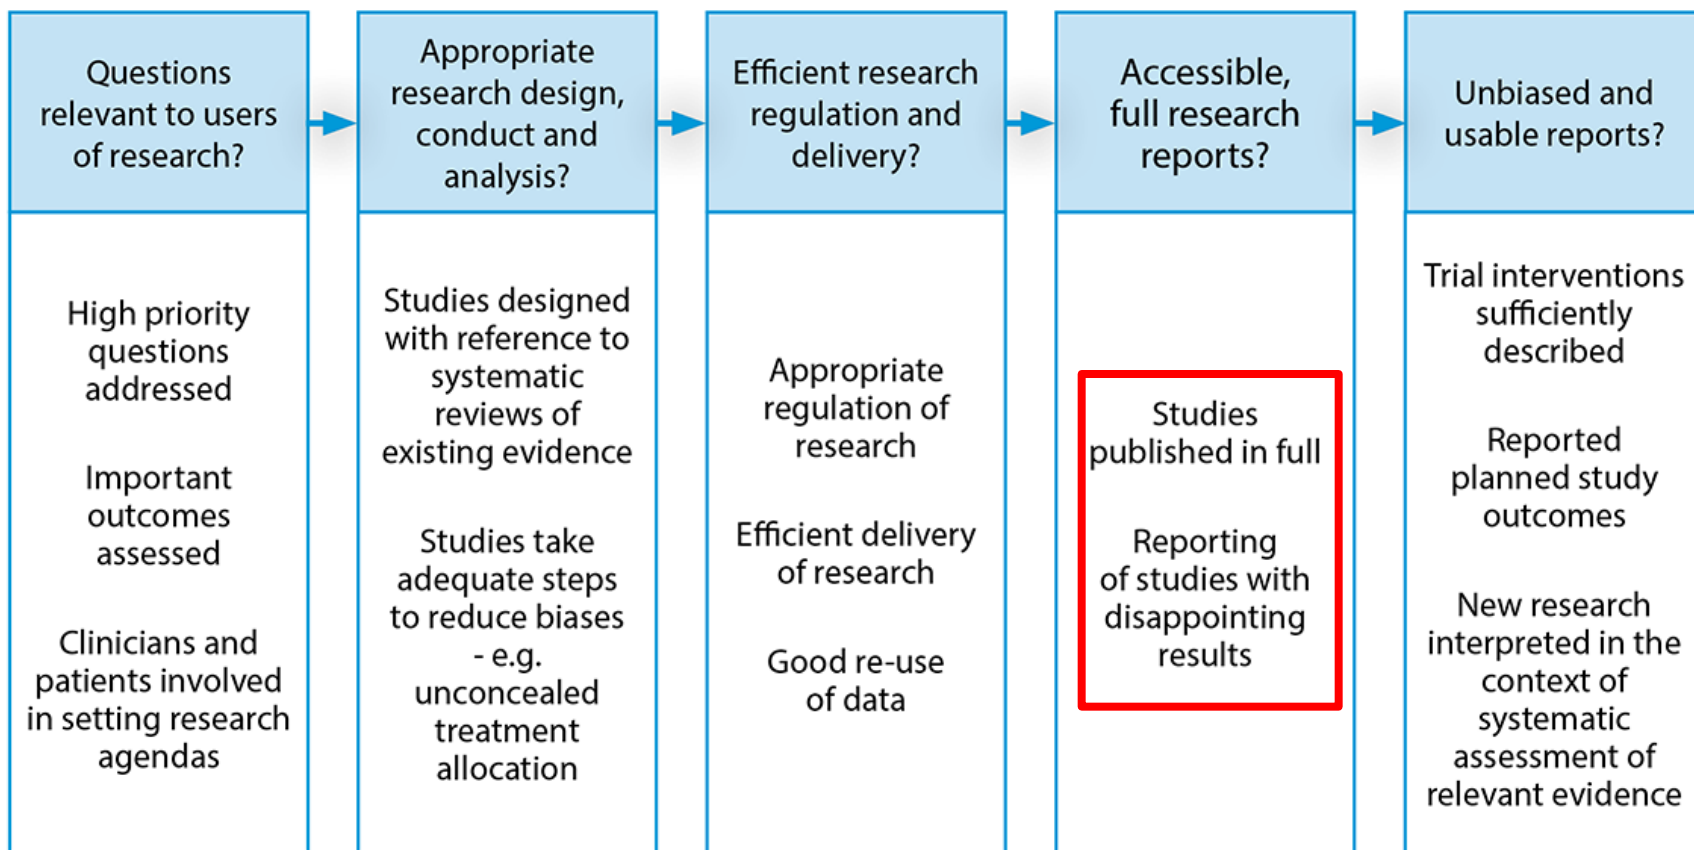 Questions
relevant to users
of research?
High priority
questions
addressed
Important
outcomes
assessed
Clinicians and
patients involved
in setting research
agendas
Appropriate
research design,
conduct and
analysis?
Studies designed
with reference to
systematic
reviews of
existing evidence
Studies take
adequate steps
to reduce biases
- e.g.
unconcealed
treatment
allocation
Efficient research
regulation and
delivery?
Appropriate
regulation of
research
Efficient delivery
of research
Good re-use
of data
Accessible,
full research
reports?
Studies
published in full
Reporting
of studies with
disappointing
results
Unbiased and
usable reports?
Trial interventions
sufficiently
described
Reported
planned study
outcomes
New research
interpreted in the
context of
systematic
assessment of
relevant evidence